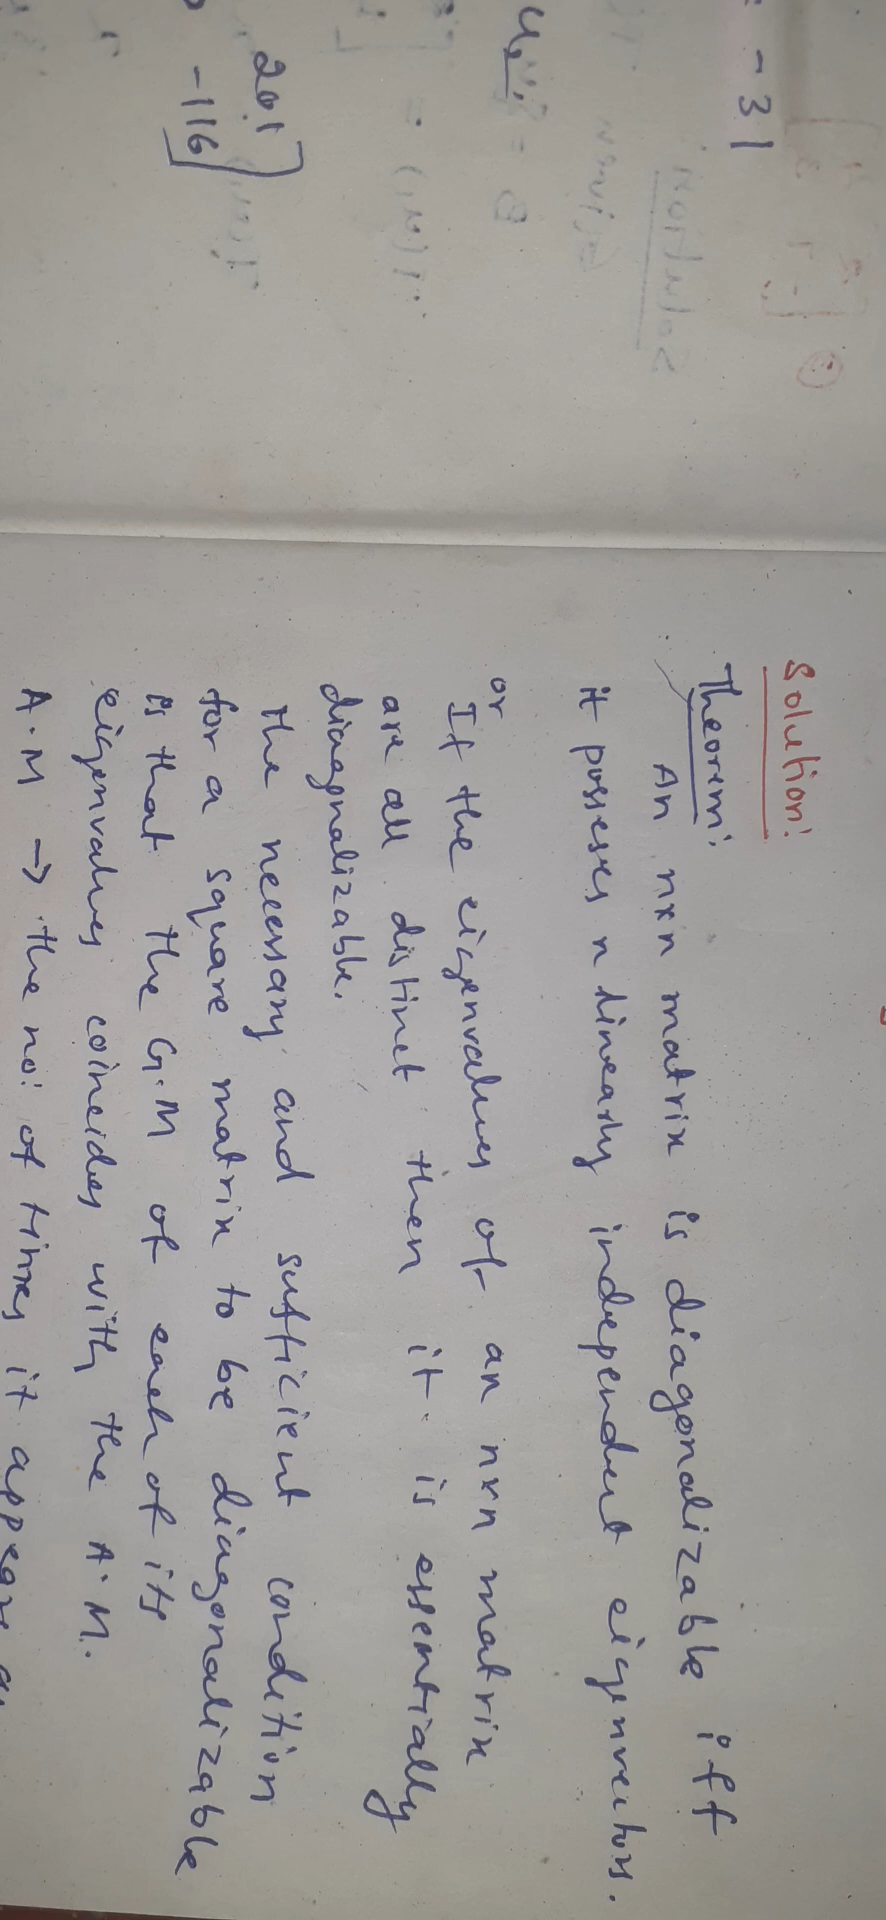 = -31
u,
201
-116]
Solution:
Theorem:
An nxn matrix is diagonalizable iff
it possesses n linearly independent eigenvectors.
or
If the eigenvalues of an nxn matrix
are all distinct then it is essentially
diagonalizable.
the necessary and sufficient condition
for a square matrix to be diagonalizable
is that the G.M of each of its
eigenvalues coincides with the A.M.
A.M → the no: of times it appears